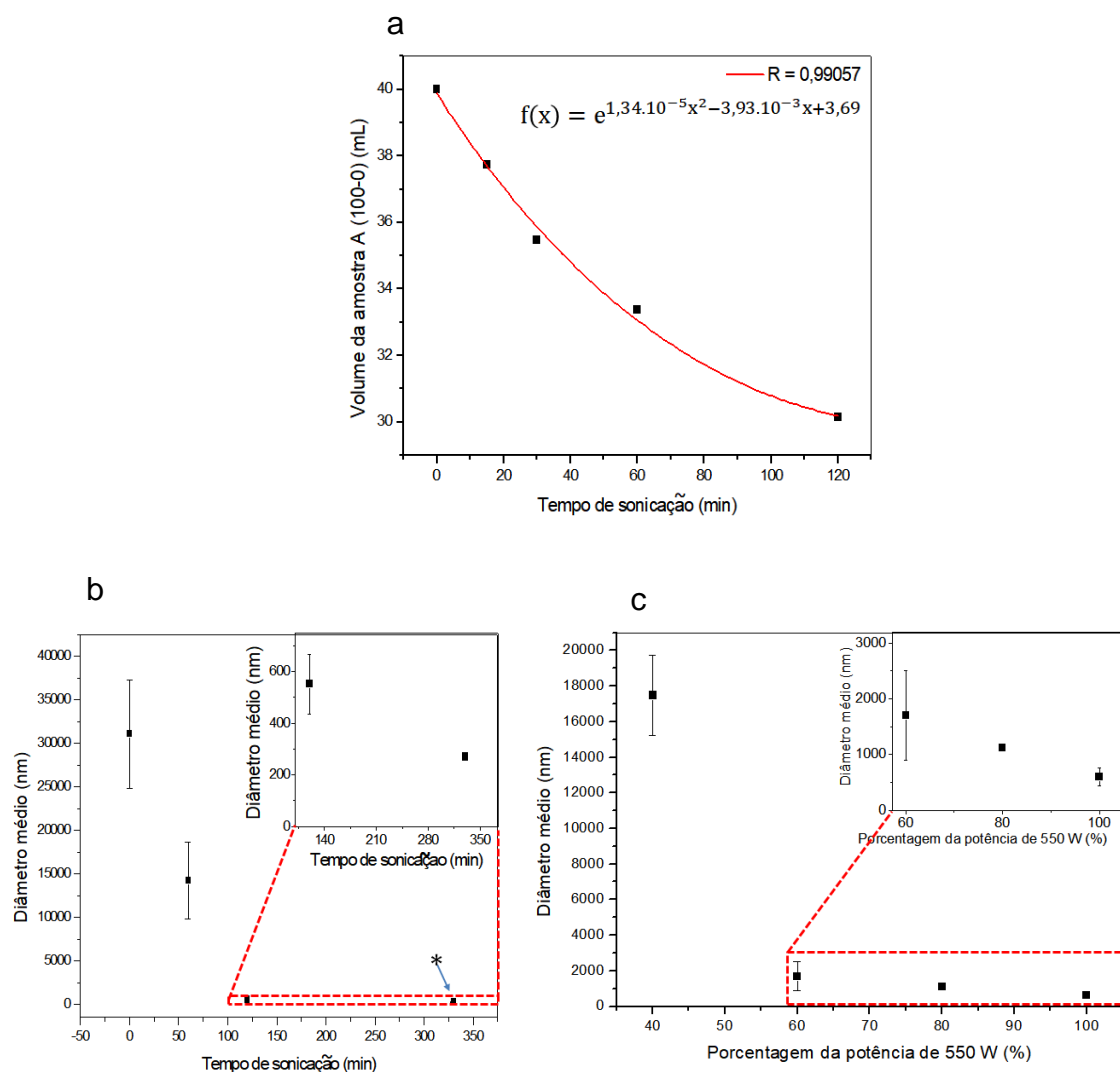 a
R = 0,99057
f(x) = e^{1,34.10^{-5}x^{2}-3,93.10^{-3}x+3,69}
Volume da amostra A (100-0) (mL)
40
38
36
34
32
30
0 20 40 60 80 100 120
Tempo de sonicação (min)
b
Diâmetro médio (nm)
40000
35000
30000
25000
20000
15000
10000
5000
0
-50 0 50 100 150 200 250 300 350
Tempo de sonicação (min)
*
Diâmetro médio (nm)
600
400
200
0
140 210 280 350
Tempo de sonicação (min)
c
Diâmetro médio (nm)
20000
18000
16000
14000
12000
10000
8000
6000
4000
2000
0
40 50 60 70 80 90 100
Porcentagem da potência de 550 W (%)
Diâmetro médio (nm)
3000
2000
1000
0
60 80 100
Porcentagem da potência de 550 W (%)